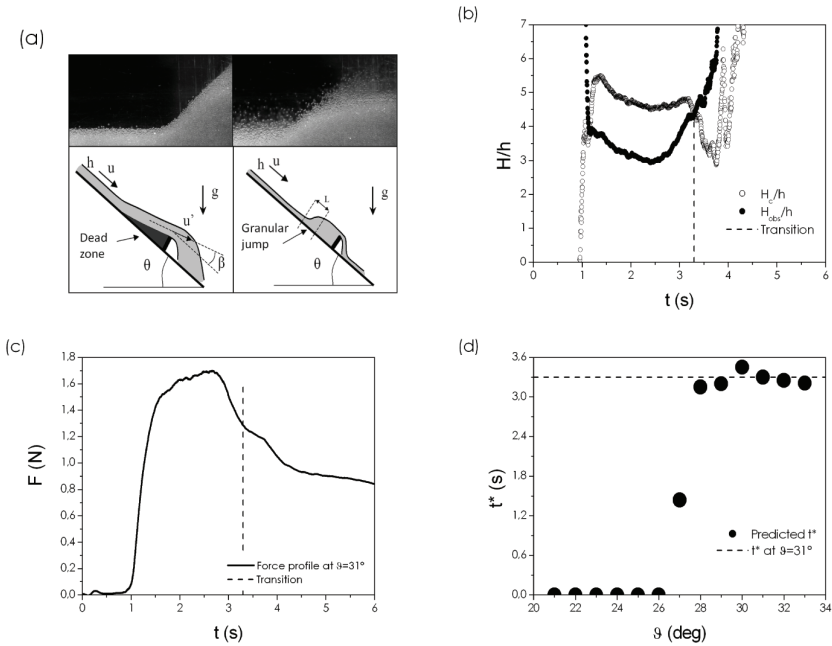 (a)
h
u
g
u'
Dead
zone
θ
β
h
u
L
g
Granular
jump
θ
(b)
H/h
7
6
5
4
3
2
1
0
0
1
2
3
4
5
6
t (s)
H_c/h
H_obs/h
Transition
(c)
F (N)
1.8
1.6
1.4
1.2
1.0
0.8
0.6
0.4
0.2
0.0
0
1
2
3
4
5
6
t (s)
Force profile at ϑ=31°
Transition
(d)
t* (s)
3.6
3.0
2.4
1.8
1.2
0.6
0.0
20
22
24
26
28
30
32
34
ϑ (deg)
Predicted t*
t* at ϑ=31°